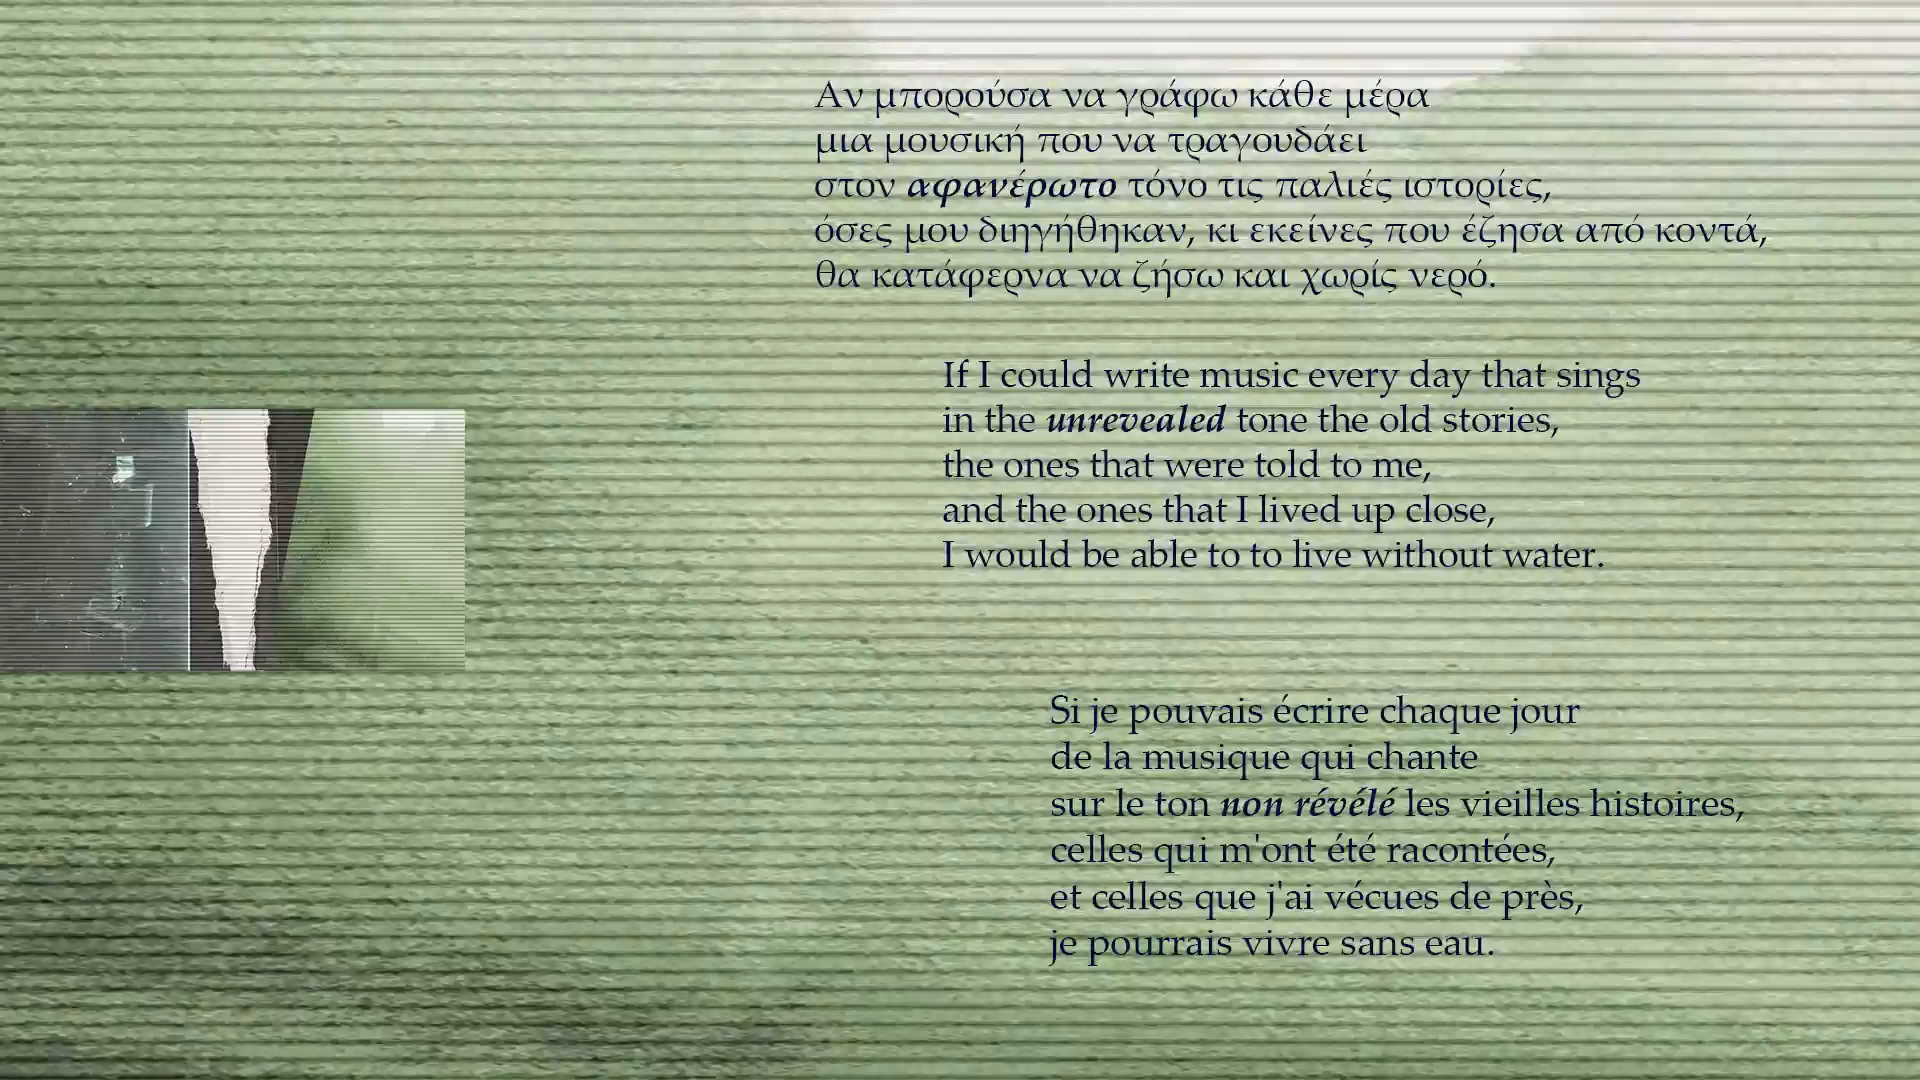 Αν μπορούσα να γράφω κάθε μέρα
μια μουσική που να τραγουδάει
στον αφανέρωτο τόνο τις παλιές ιστορίες,
όσες μου διηγήθηκαν, κι εκείνες που έζησα από κοντά,
θα κατάφερνα να ζήσω και χωρίς νερό.
If I could write music every day that sings
in the unrevealed tone the old stories,
the ones that were told to me,
and the ones that I lived up close,
I would be able to to live without water.
Si je pouvais écrire chaque jour
de la musique qui chante
sur le ton non révélé les vieilles histoires,
celles qui m'ont été racontées,
et celles que j'ai vécues de près,
je pourrais vivre sans eau.